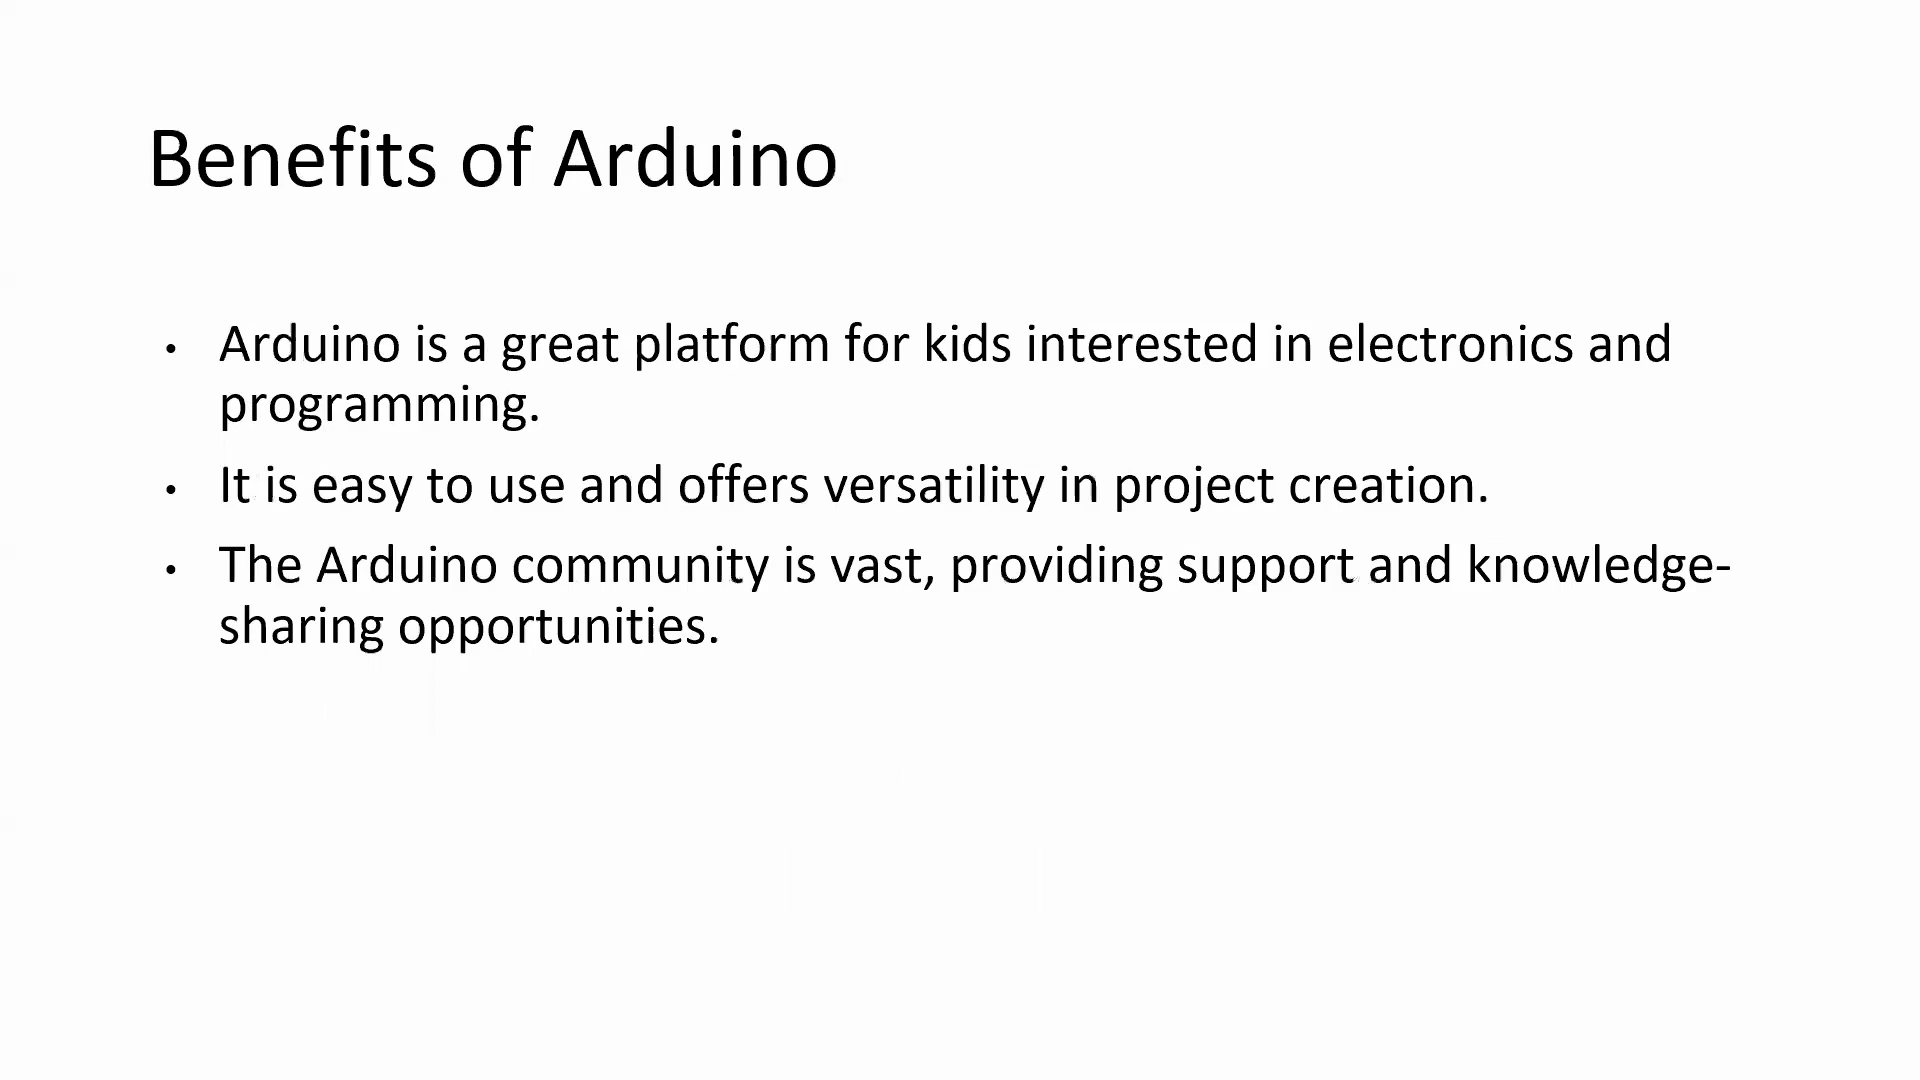 Benefits of Arduino
• Arduino is a great platform for kids interested in electronics and
programming.
• It is easy to use and offers versatility in project creation.
• The Arduino community is vast, providing support and knowledge-
sharing opportunities.